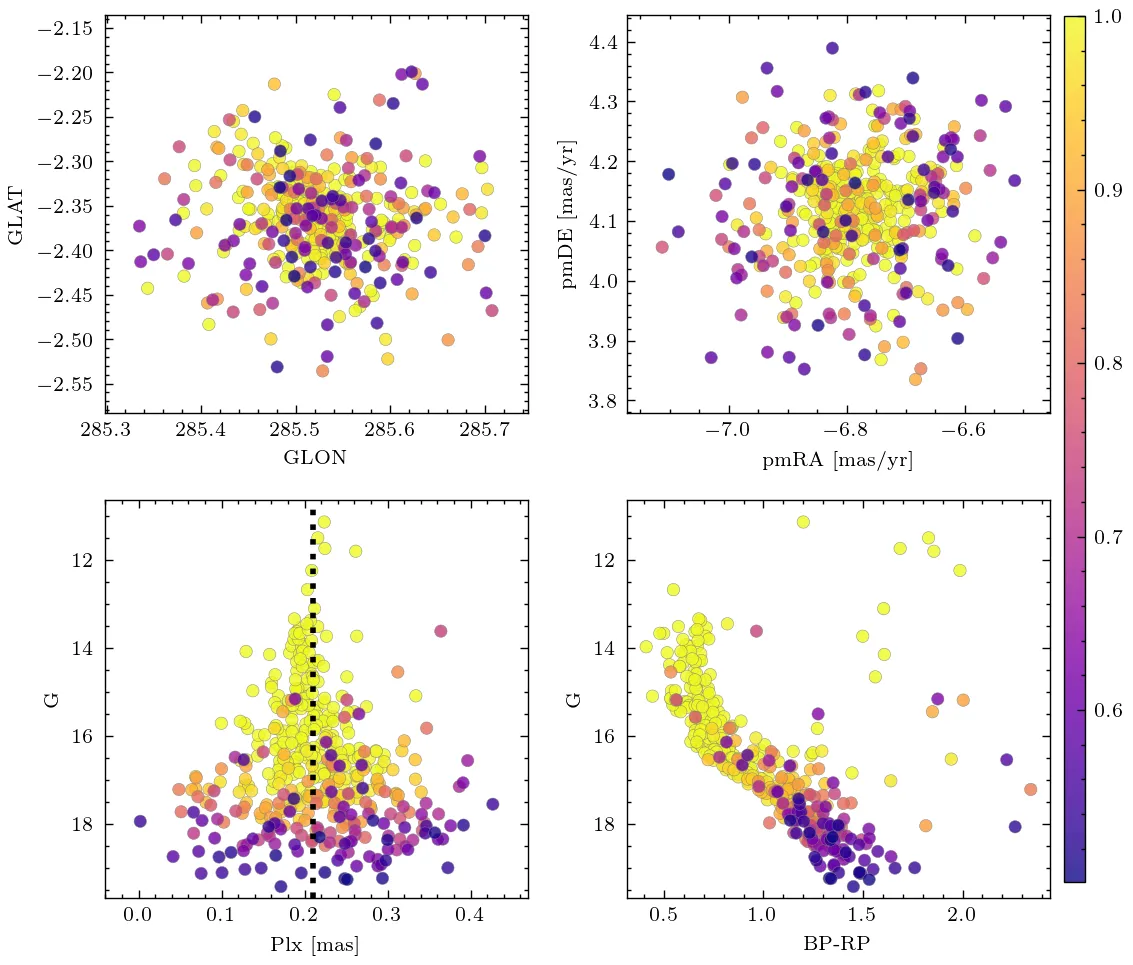 −2.15
−2.20
−2.25
−2.30
−2.35
−2.40
−2.45
−2.50
−2.55
GLAT
285.3 285.4 285.5 285.6 285.7
GLON
4.4
4.3
4.2
4.1
4.0
3.9
3.8
pmDE [mas/yr]
−7.0 −6.8 −6.6
pmRA [mas/yr]
1.0
0.9
0.8
0.7
0.6
12
14
16
18
G
0.0 0.1 0.2 0.3 0.4
Plx [mas]
12
14
16
18
G
0.5 1.0 1.5 2.0
BP-RP